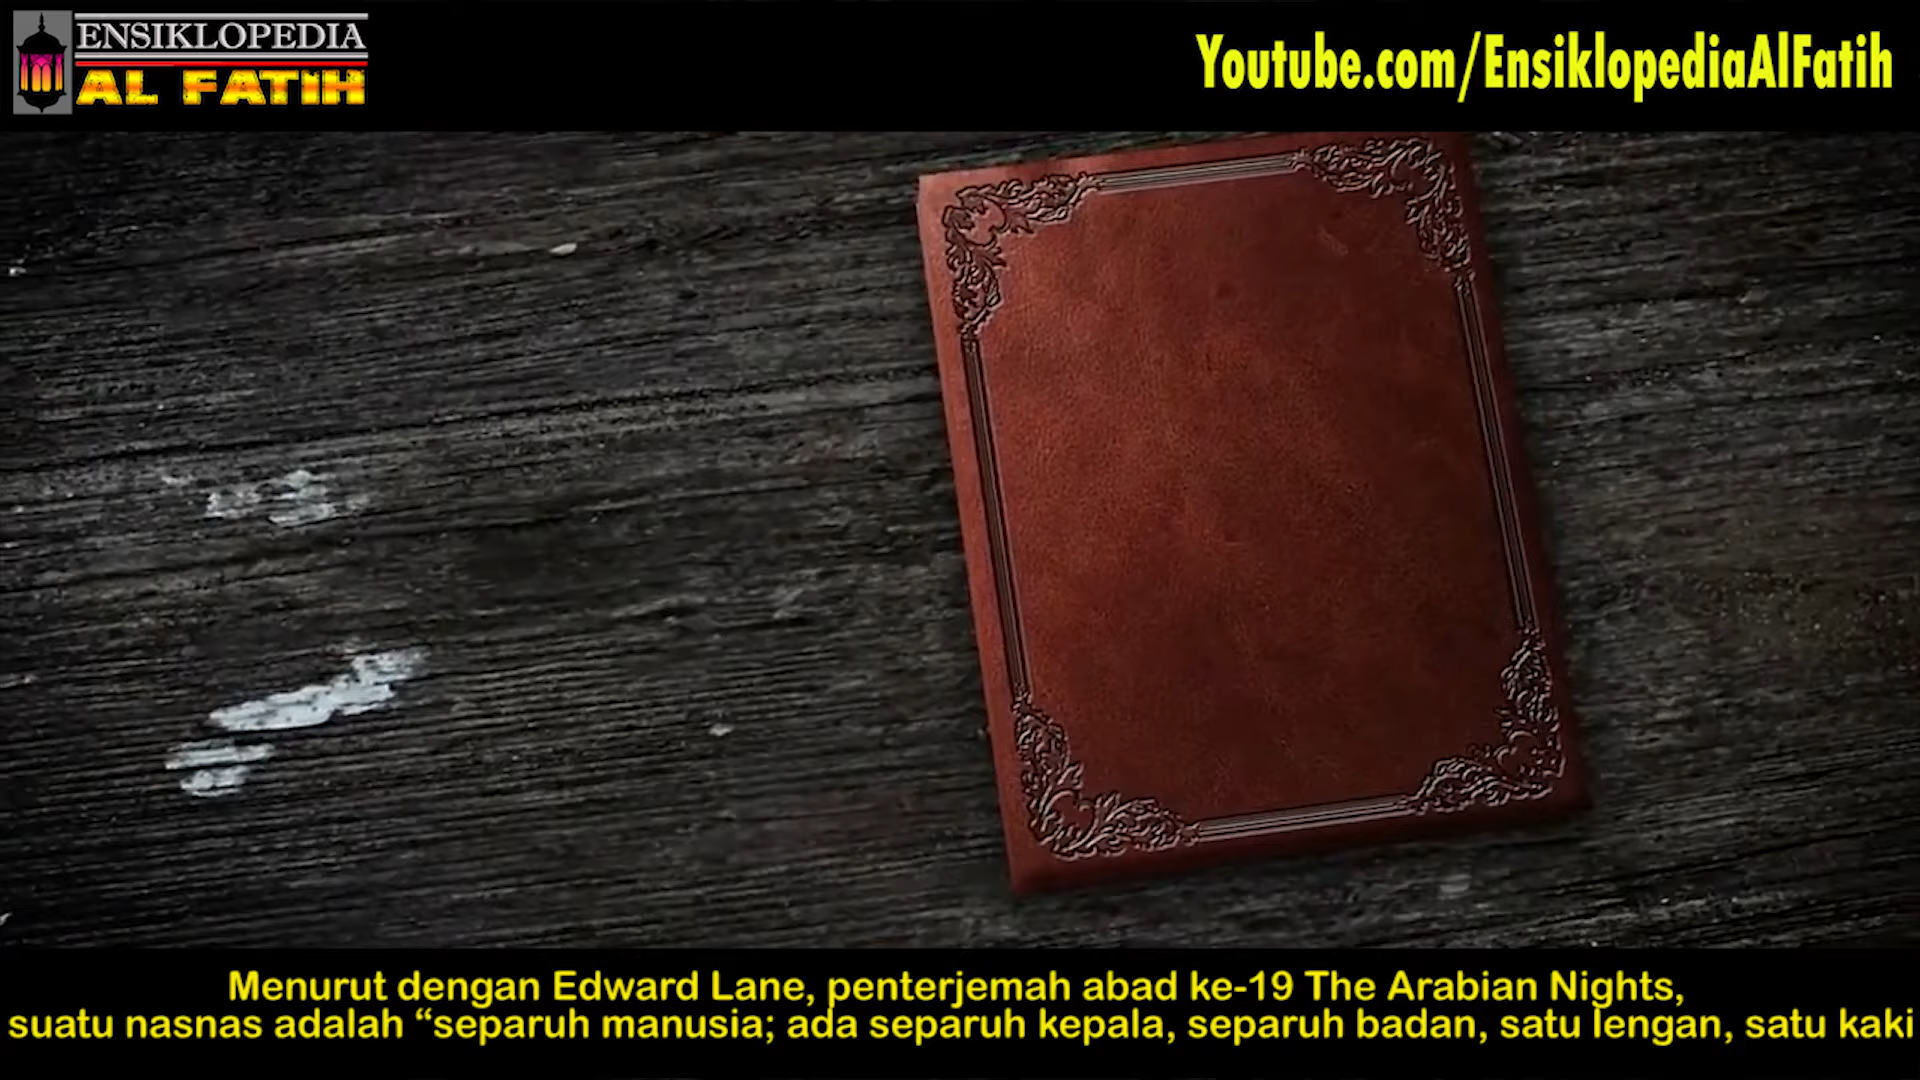 ENSIKLOPEDIA
AL FATIH
Youtube.com/EnsiklopediaAlFatih
Menurut dengan Edward Lane, penterjemah abad ke-19 The Arabian Nights,
suatu nasnas adalah “separuh manusia; ada separuh kepala, separuh badan, satu lengan, satu kaki